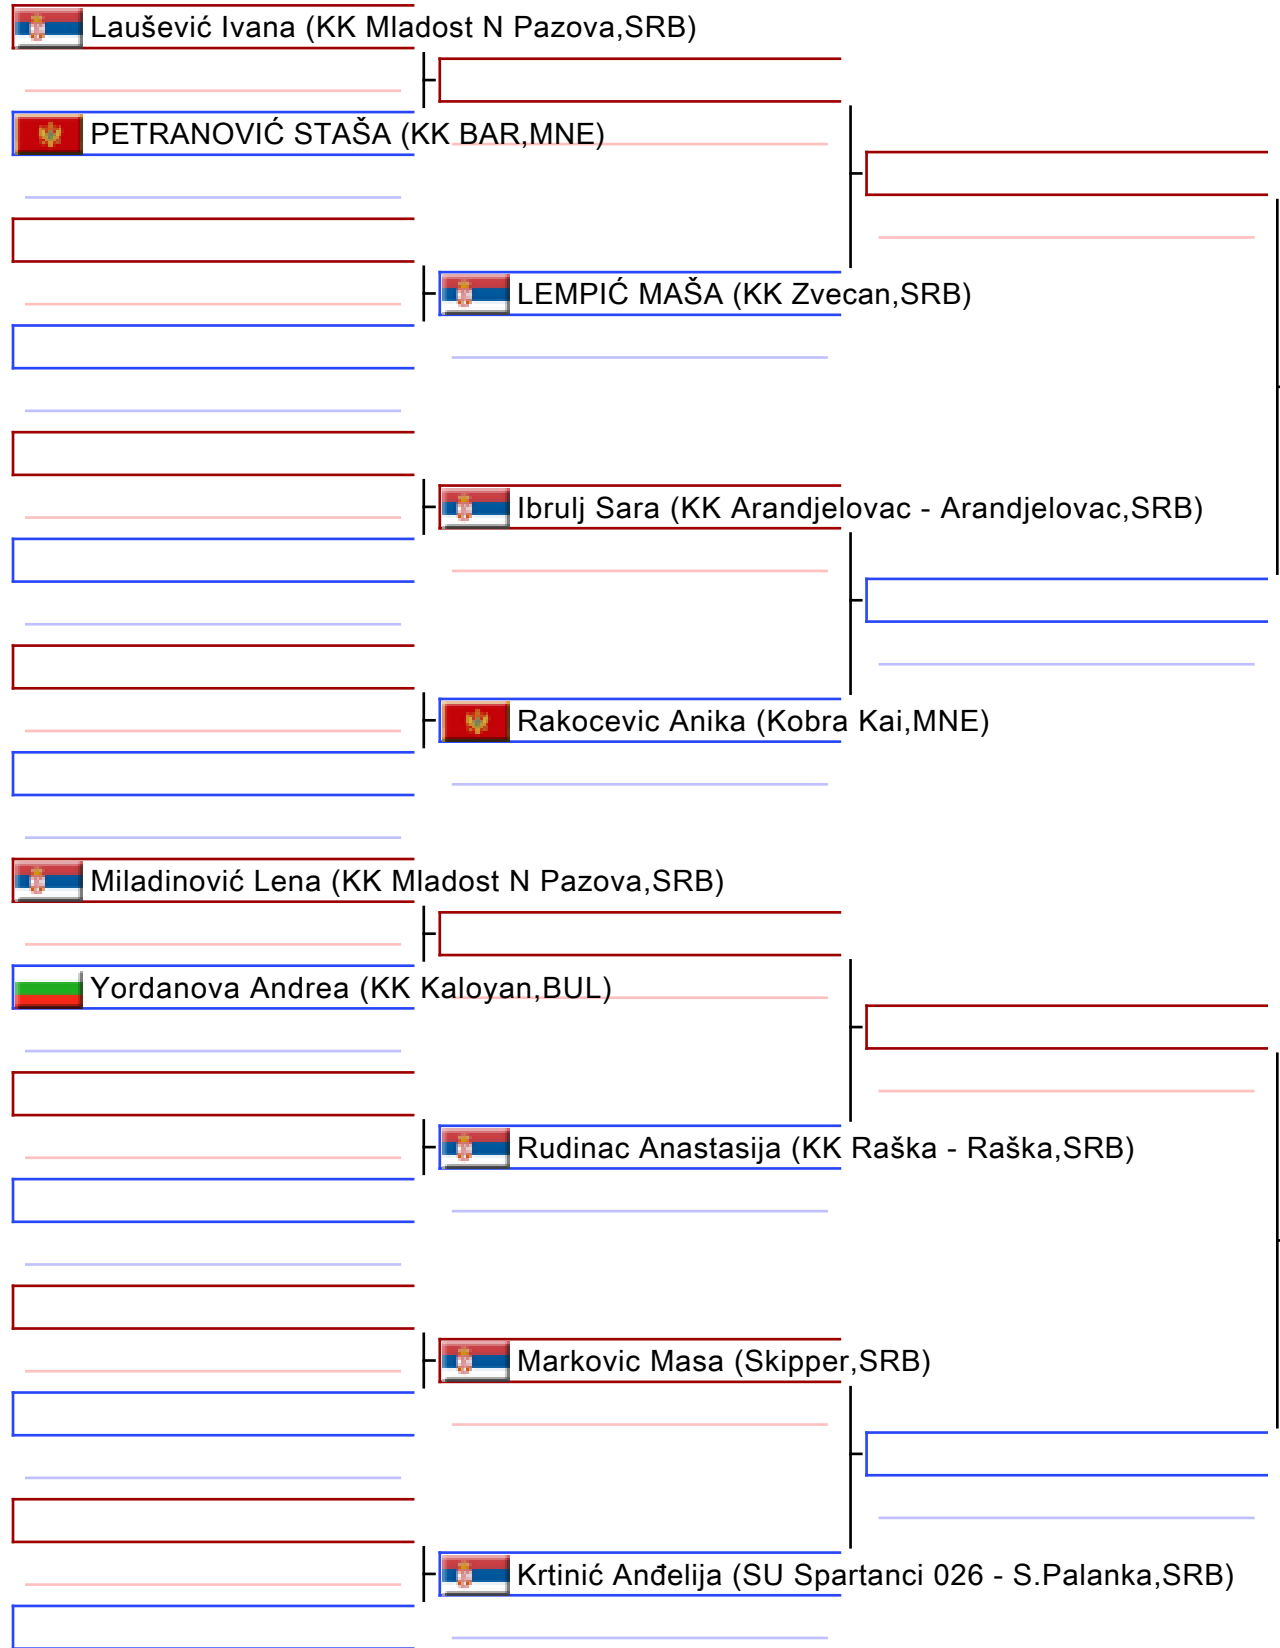 Laušević Ivana (KK Mladost N Pazova,SRB)
PETRANOVIĆ STAŠA (KK BAR,MNE)
LEMPIĆ MAŠA (KK Zvecan,SRB)
Ibrulj Sara (KK Arandjelovac - Arandjelovac,SRB)
Rakocevic Anika (Kobra Kai,MNE)
Miladinović Lena (KK Mladost N Pazova,SRB)
Yordanova Andrea (KK Kaloyan,BUL)
Rudinac Anastasija (KK Raška - Raška,SRB)
Markovic Masa (Skipper,SRB)
Krtinić Anđelija (SU Spartanci 026 - S.Palanka,SRB)